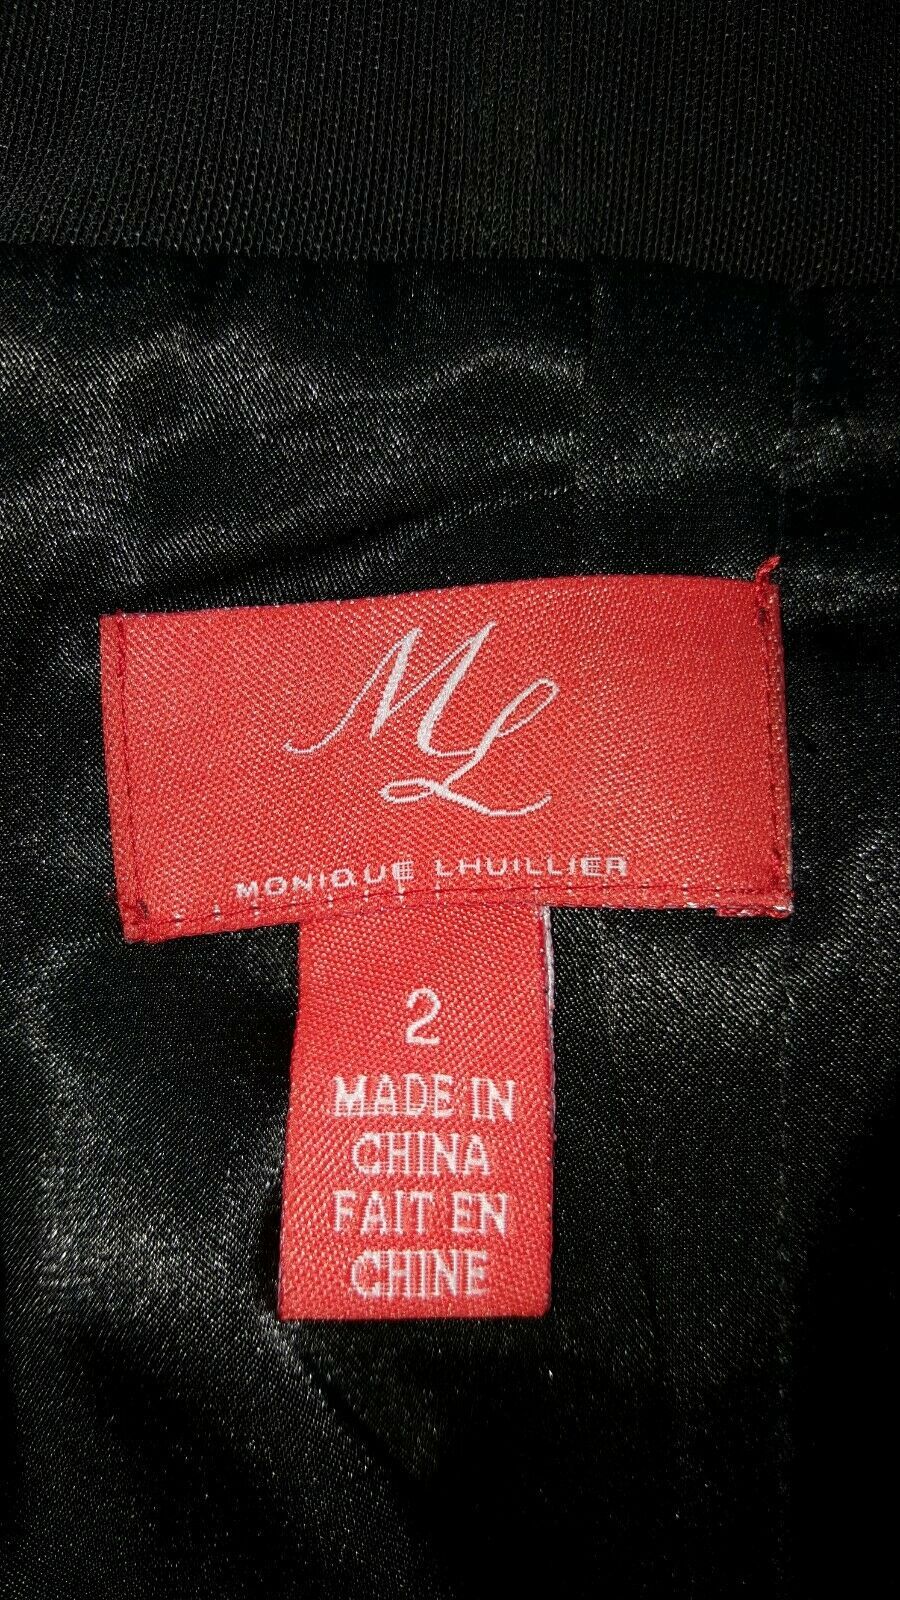 ML
MONIQUE LHUILLIER
2
MADE IN
CHINA
FAIT EN
CHINE